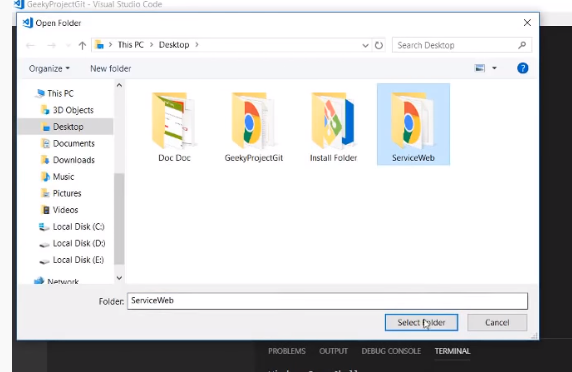 GeekyProjectGit - Visual Studio Code
Open Folder
This PC > Desktop >
Search Desktop
Organize
New folder
This PC
3D Objects
Desktop
Documents
Downloads
Music
Pictures
Videos
Local Disk (C:)
Local Disk (D:)
Local Disk (E:)
Network
Doc Doc
GeekyProjectGit
Install Folder
ServiceWeb
Folder: ServiceWeb
Select Folder
Cancel
PROBLEMS OUTPUT DEBUG CONSOLE TERMINAL